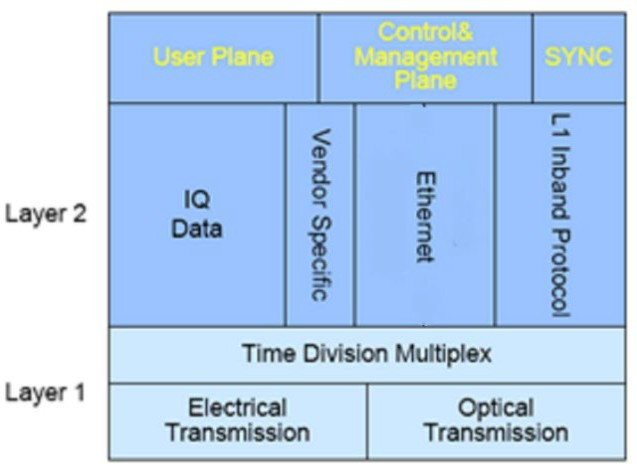 User Plane
Control&
Management
Plane
SYNC
Layer 2
IQ
Data
Vendor Specific
Ethernet
L1 Inband Protocol
Layer 1
Time Division Multiplex
Electrical
Transmission
Optical
Transmission